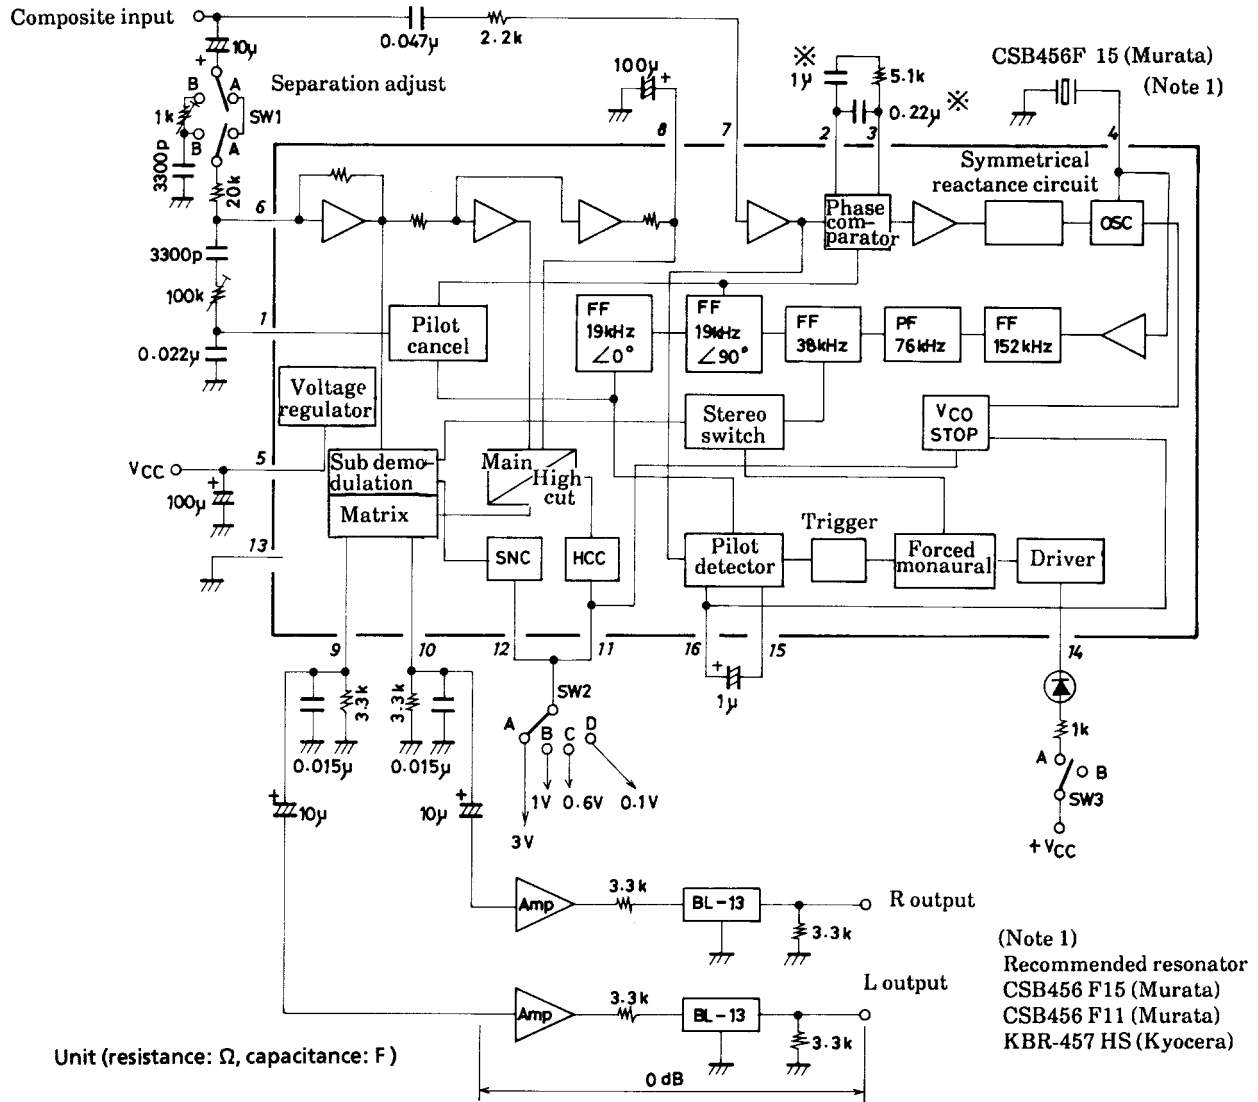 Composite input
0.047μ
2.2k
10μ
+
Separation adjust
B
A
1k
SW1
B
A
3300p
20k
100μ
+
※
1μ
5.1k
0.22μ
※
CSB456F 15 (Murata)
(Note 1)
8
7
2
3
4
Symmetrical
reactance circuit
6
Phase
com-
parator
OSC
3300p
100k
1
0.022μ
Pilot
cancel
FF
19kHz
∠0°
FF
19kHz
∠90°
FF
38kHz
PF
76kHz
FF
152kHz
Voltage
regulator
Stereo
switch
VCO
STOP
VCC
5
+
100μ
Sub demo-
dulation
Matrix
Main
High
cut
13
SNC
HCC
Pilot
detector
Trigger
Forced
monaural
Driver
9
10
12
11
16
15
14
3.3k
3.3k
0.015μ
0.015μ
+
1μ
SW2
A
B
C
D
1V
0.6V
0.1V
3V
1k
A
B
SW3
+VCC
+
10μ
+
10μ
Amp
3.3k
BL-13
3.3k
R output
Amp
3.3k
BL-13
3.3k
L output
0 dB
(Note 1)
Recommended resonator
CSB456 F15 (Murata)
CSB456 F11 (Murata)
KBR-457 HS (Kyocera)
Unit (resistance: Ω, capacitance: F)